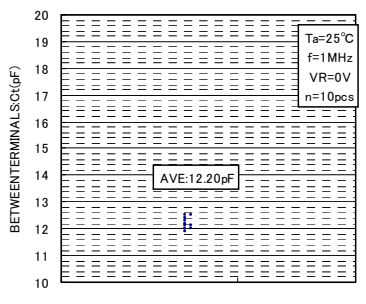 BETWEENTERMINALS:Ct(pF)
20
19
18
17
16
15
14
13
12
11
10
Ta=25°C
f=1MHz
VR=0V
n=10pcs
AVE:12.20pF